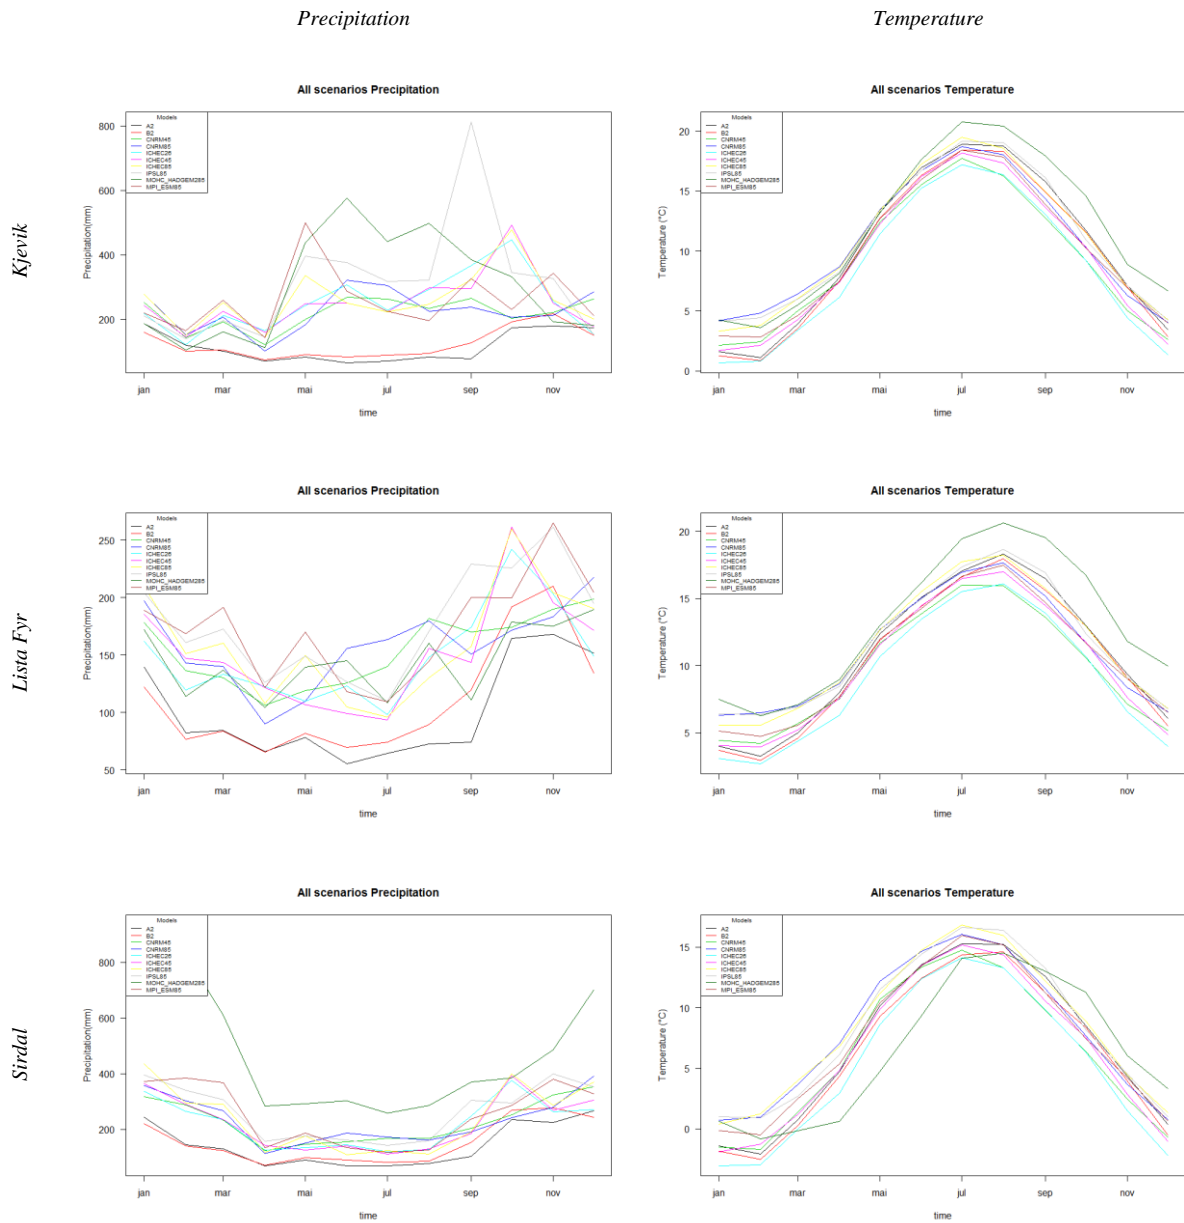 Precipitation Temperature
Kjevik
All scenarios Precipitation
Models
A2
B2
CNRM45
CNRM85
ICHEC26
ICHEC45
ICHEC85
IPSL85
MOHC_HADGEM285
MPI_ESM85
Precipitation(mm)
800
600
400
200
jan mar mai jul sep nov
time
All scenarios Temperature
Models
A2
B2
CNRM45
CNRM85
ICHEC26
ICHEC45
ICHEC85
IPSL85
MOHC_HADGEM285
MPI_ESM85
Temperature (°C)
20
15
10
5
0
jan mar mai jul sep nov
time
Lista Fyr
All scenarios Precipitation
Models
A2
B2
CNRM45
CNRM85
ICHEC26
ICHEC45
ICHEC85
IPSL85
MOHC_HADGEM285
MPI_ESM85
Precipitation(mm)
250
200
150
100
50
jan mar mai jul sep nov
time
All scenarios Temperature
Models
A2
B2
CNRM45
CNRM85
ICHEC26
ICHEC45
ICHEC85
IPSL85
MOHC_HADGEM285
MPI_ESM85
Temperature (°C)
20
15
10
5
jan mar mai jul sep nov
time
Sirdal
All scenarios Precipitation
Models
A2
B2
CNRM45
CNRM85
ICHEC26
ICHEC45
ICHEC85
IPSL85
MOHC_HADGEM285
MPI_ESM85
Precipitation(mm)
800
600
400
200
jan mar mai jul sep nov
time
All scenarios Temperature
Models
A2
B2
CNRM45
CNRM85
ICHEC26
ICHEC45
ICHEC85
IPSL85
MOHC_HADGEM285
MPI_ESM85
Temperature (°C)
15
10
5
0
jan mar mai jul sep nov
time